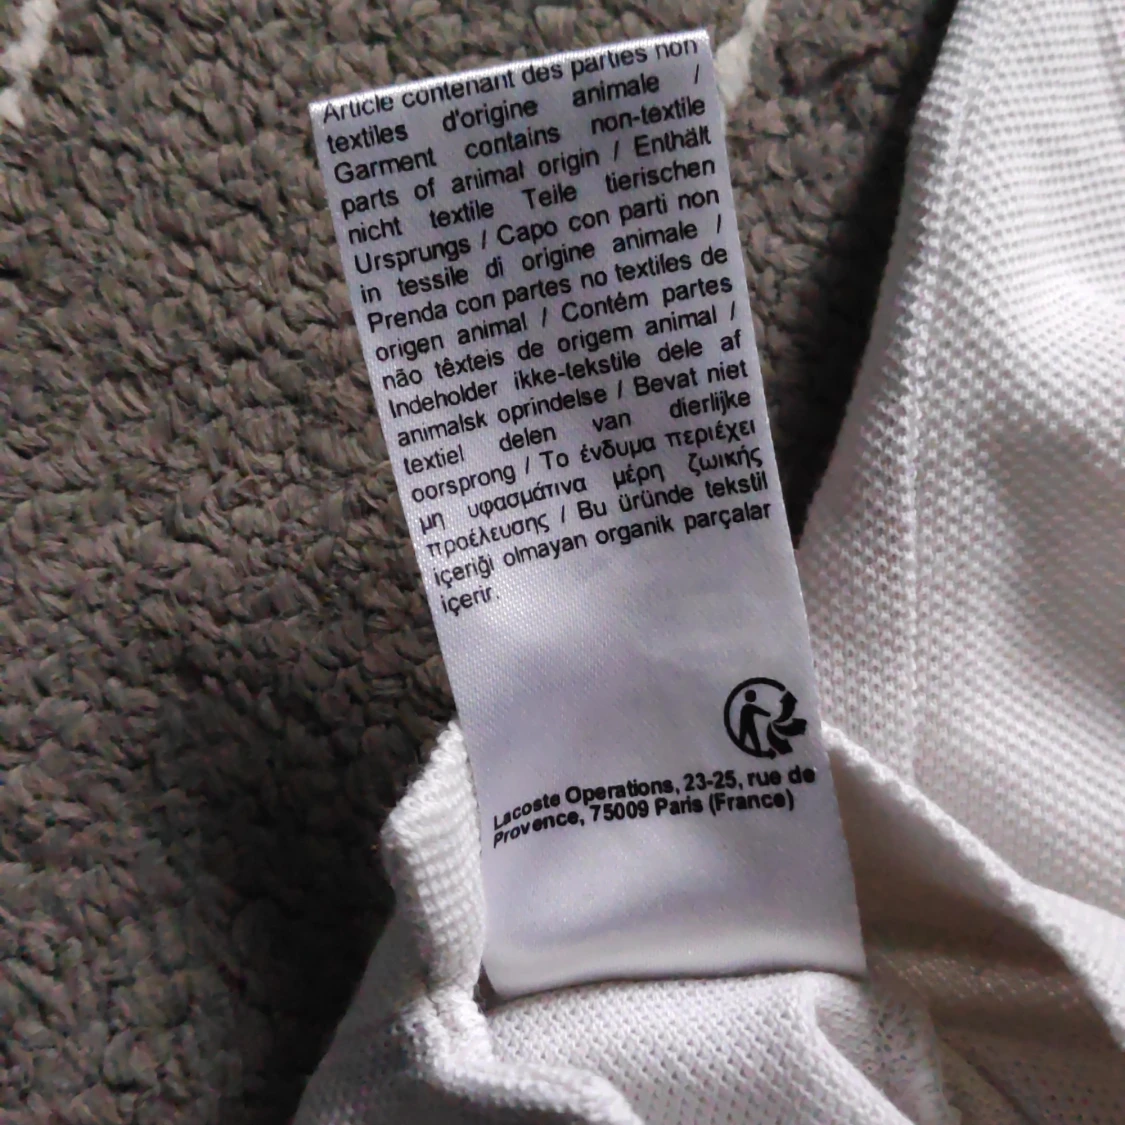 Article contenant des parties non
textiles d'origine animale /
Garment contains non-textile
parts of animal origin / Enthält
nicht textile Teile tierischen
Ursprungs / Capo con parti non
in tessile di origine animale /
Prenda con partes no textiles de
origen animal / Contém partes
não têxteis de origem animal /
Indeholder ikke-tekstile dele af
animalsk oprindelse / Bevat niet
textiel delen van dierlijke
oorsprong / Το ένδυμα περιέχει
μη υφασμάτινα μέρη ζωικής
προέλευσης / Bu üründe tekstil
içeriği olmayan organik parçalar
içerir.
Lacoste Operations, 23-25, rue de
Provence, 75009 Paris (France)